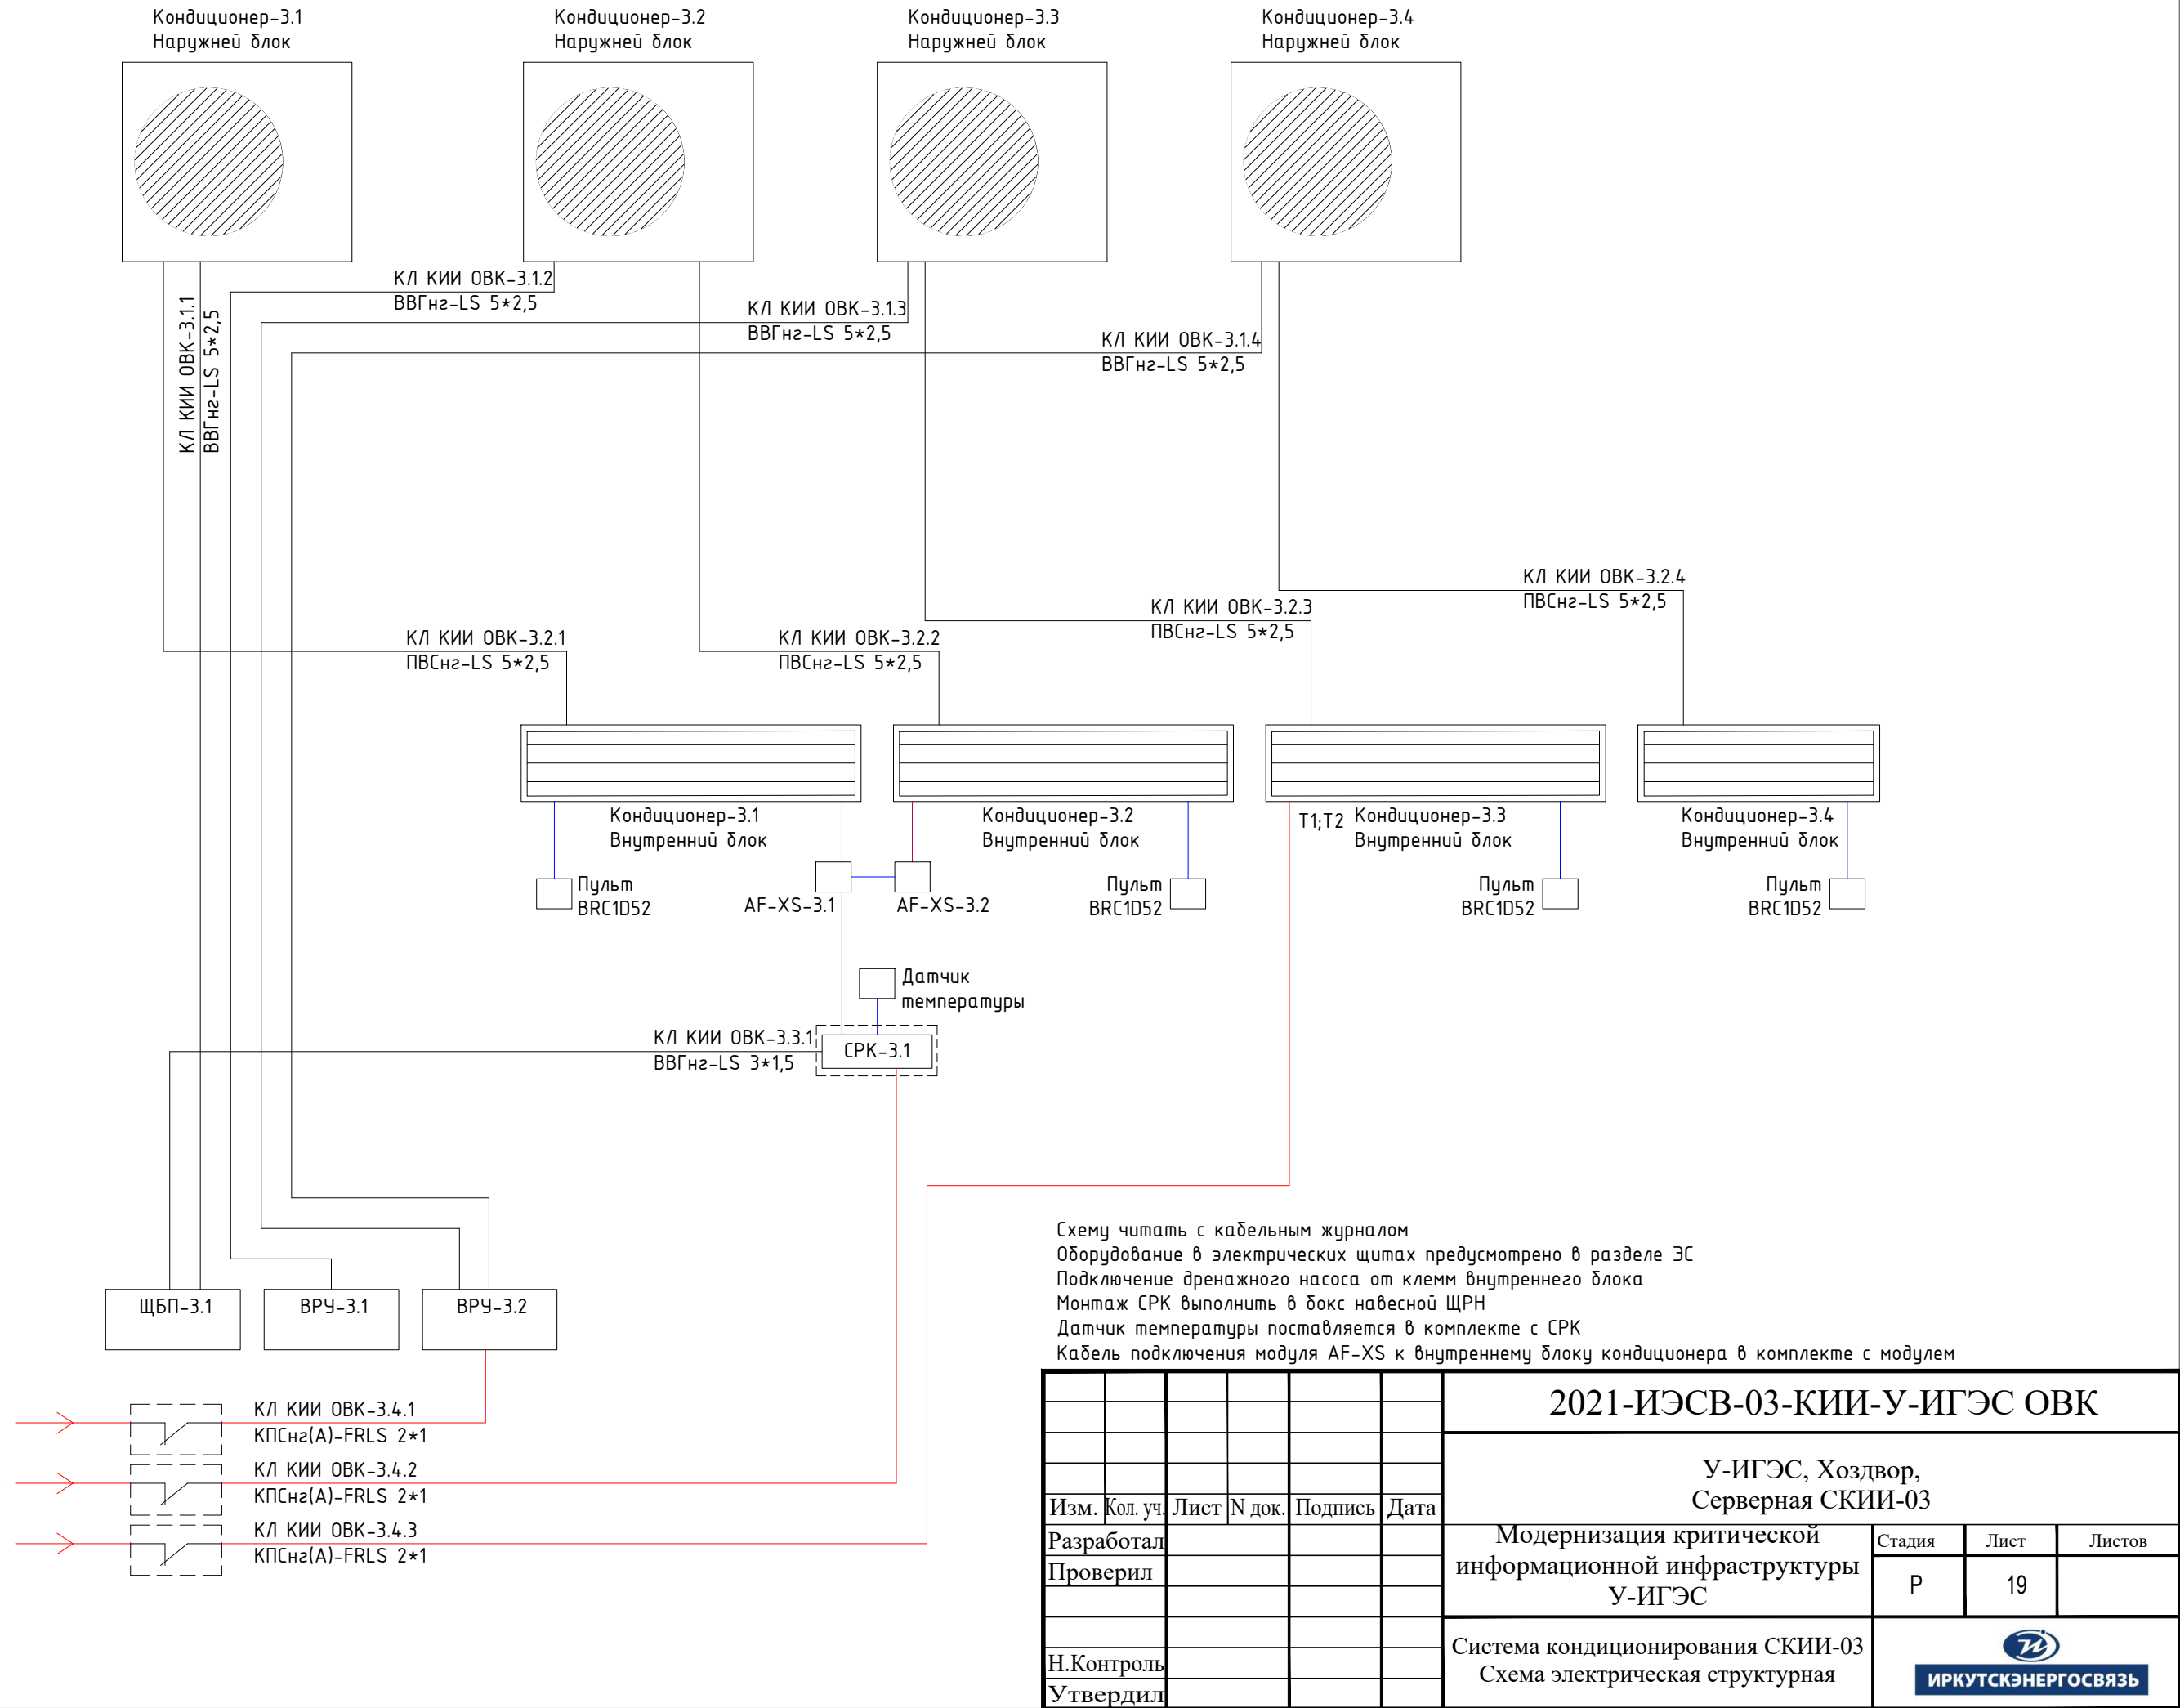 Кондиционер-3.1
Наружней блок
Кондиционер-3.2
Наружней блок
Кондиционер-3.3
Наружней блок
Кондиционер-3.4
Наружней блок
КЛ КИИ ОВК-3.1.1
ВВГнг-LS 5*2,5
КЛ КИИ ОВК-3.1.2
ВВГнг-LS 5*2,5
КЛ КИИ ОВК-3.1.3
ВВГнг-LS 5*2,5
КЛ КИИ ОВК-3.1.4
ВВГнг-LS 5*2,5
КЛ КИИ ОВК-3.2.1
ПВСнг-LS 5*2,5
КЛ КИИ ОВК-3.2.2
ПВСнг-LS 5*2,5
КЛ КИИ ОВК-3.2.3
ПВСнг-LS 5*2,5
КЛ КИИ ОВК-3.2.4
ПВСнг-LS 5*2,5
Кондиционер-3.1
Внутренний блок
Кондиционер-3.2
Внутренний блок
Т1;Т2
Кондиционер-3.3
Внутренний блок
Кондиционер-3.4
Внутренний блок
Пульт
BRC1D52
AF-XS-3.1
AF-XS-3.2
Пульт
BRC1D52
Пульт
BRC1D52
Пульт
BRC1D52
Датчик
температуры
КЛ КИИ ОВК-3.3.1
ВВГнг-LS 3*1,5
СРК-3.1
ЩБП-3.1
ВРУ-3.1
ВРУ-3.2
КЛ КИИ ОВК-3.4.1
КПСнг(А)-FRLS 2*1
КЛ КИИ ОВК-3.4.2
КПСнг(А)-FRLS 2*1
КЛ КИИ ОВК-3.4.3
КПСнг(А)-FRLS 2*1
Схему читать с кабельным журналом
Оборудование в электрических щитах предусмотрено в разделе ЭС
Подключение дренажного насоса от клемм внутреннего блока
Монтаж СРК выполнить в бокс навесной ЩРН
Датчик температуры поставляется в комплекте с СРК
Кабель подключения модуля AF-XS к внутреннему блоку кондиционера в комплекте с модулем
2021-ИЭСВ-03-КИИ-У-ИГЭС ОВК
У-ИГЭС, Хоздвор,
Серверная СКИИ-03
Изм. Кол. уч. Лист N док. Подпись Дата
Разработал
Проверил
Н.Контроль
Утвердил
Модернизация критической
информационной инфраструктуры
У-ИГЭС
Стадия Лист Листов
Р 19
Система кондиционирования СКИИ-03
Схема электрическая структурная
ИРКУТСКЭНЕРГОСВЯЗЬ